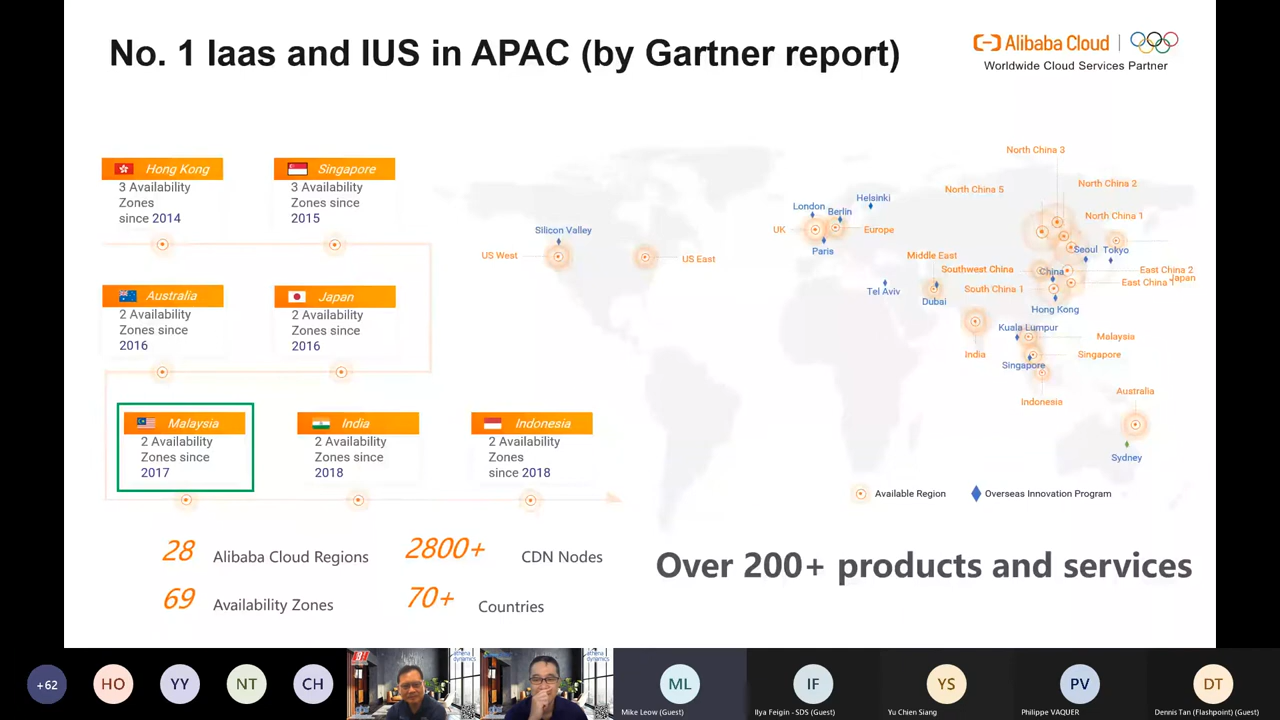 No. 1 Iaas and IUS in APAC (by Gartner report)
Alibaba Cloud
Worldwide Cloud Services Partner
Hong Kong
3 Availability
Zones
since 2014
Singapore
3 Availability
Zones since
2015
Australia
2 Availability
Zones since
2016
Japan
2 Availability
Zones since
2016
Malaysia
2 Availability
Zones since
2017
India
2 Availability
Zones since
2018
Indonesia
2 Availability
Zones
since 2018
North China 3
North China 5
North China 2
North China 1
Helsinki
London
Berlin
UK
Europe
Paris
Silicon Valley
US West
US East
Middle East
Seoul
Tokyo
Southwest China
China
East China 2
Japan
East China 1
South China 1
Tel Aviv
Dubai
Hong Kong
Kuala Lumpur
Malaysia
India
Singapore
Singapore
Indonesia
Australia
Sydney
Available Region
Overseas Innovation Program
28 Alibaba Cloud Regions
2800+ CDN Nodes
69 Availability Zones
70+ Countries
Over 200+ products and services
+62
HO
YY
NT
CH
athena
dynamics
athena
dynamics
ML
Mike Leow (Guest)
IF
Ilya Feigin - SDS (Guest)
YS
Yu Chien Siang
PV
Philippe VAQUER
DT
Dennis Tan (Flashpoint) (Guest)